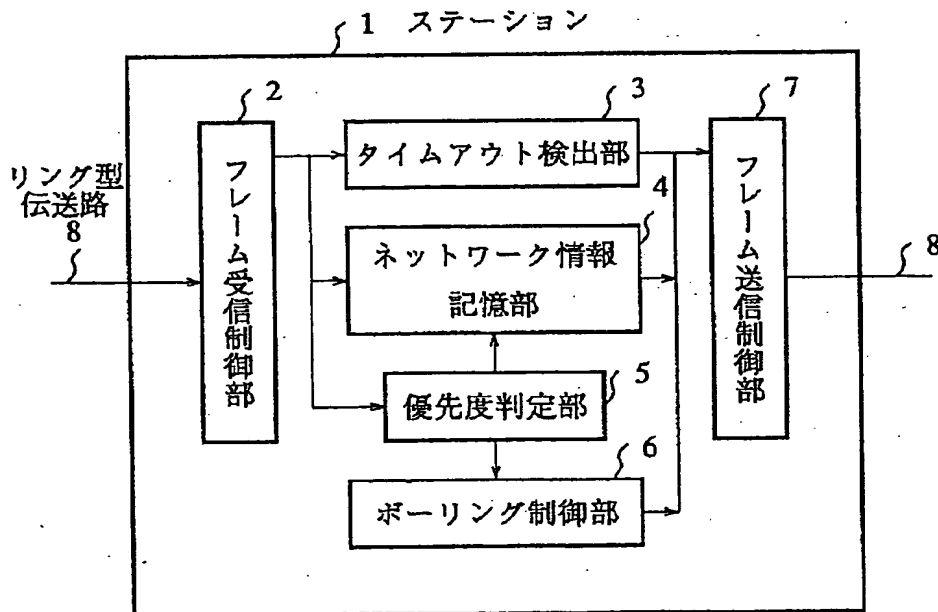 1 ステーション
2
フレーム受信制御部
3
タイムアウト検出部
4
ネットワーク情報
記憶部
5
優先度判定部
6
ボーリング制御部
7
フレーム送信制御部
リング型
伝送路
8
8